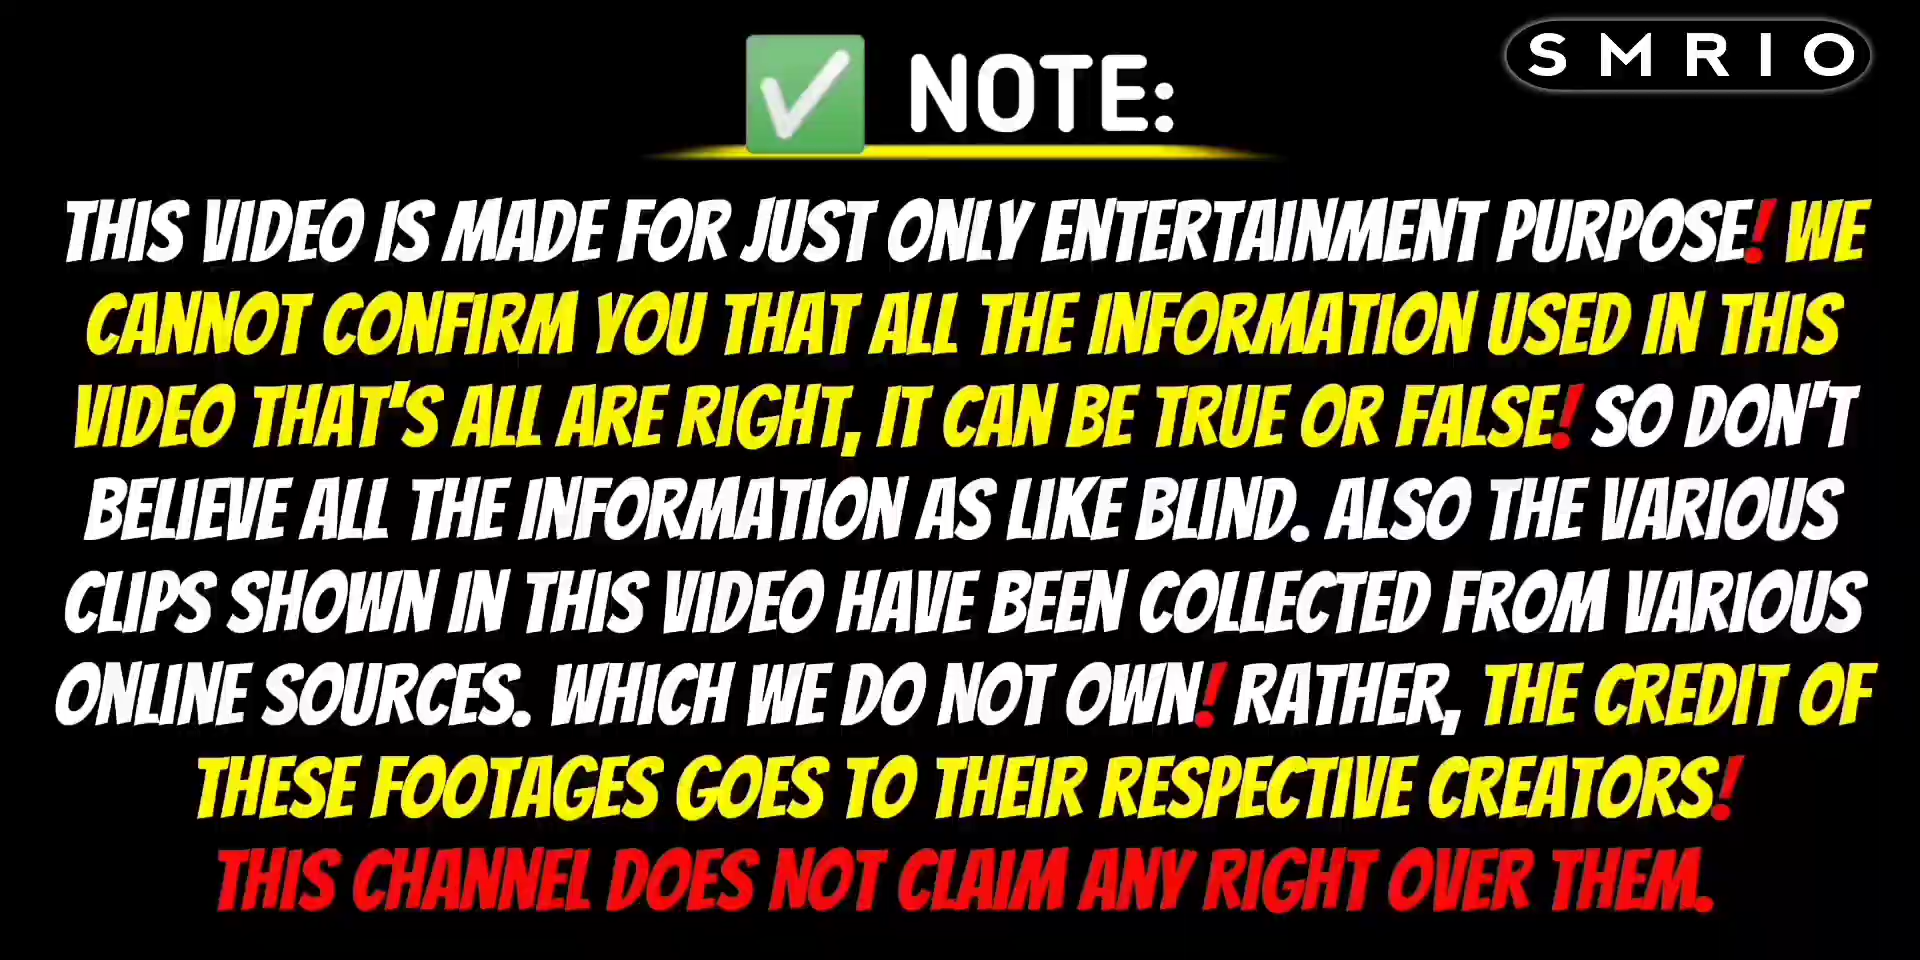 ✅ NOTE:
SMRIO
THIS VIDEO IS MADE FOR JUST ONLY ENTERTAINMENT PURPOSE! WE
CANNOT CONFIRM YOU THAT ALL THE INFORMATION USED IN THIS
VIDEO THAT'S ALL ARE RIGHT, IT CAN BE TRUE OR FALSE! SO DON'T
BELIEVE ALL THE INFORMATION AS LIKE BLIND. ALSO THE VARIOUS
CLIPS SHOWN IN THIS VIDEO HAVE BEEN COLLECTED FROM VARIOUS
ONLINE SOURCES. WHICH WE DO NOT OWN! RATHER, THE CREDIT OF
THESE FOOTAGES GOES TO THEIR RESPECTIVE CREATORS!
THIS CHANNEL DOES NOT CLAIM ANY RIGHT OVER THEM.